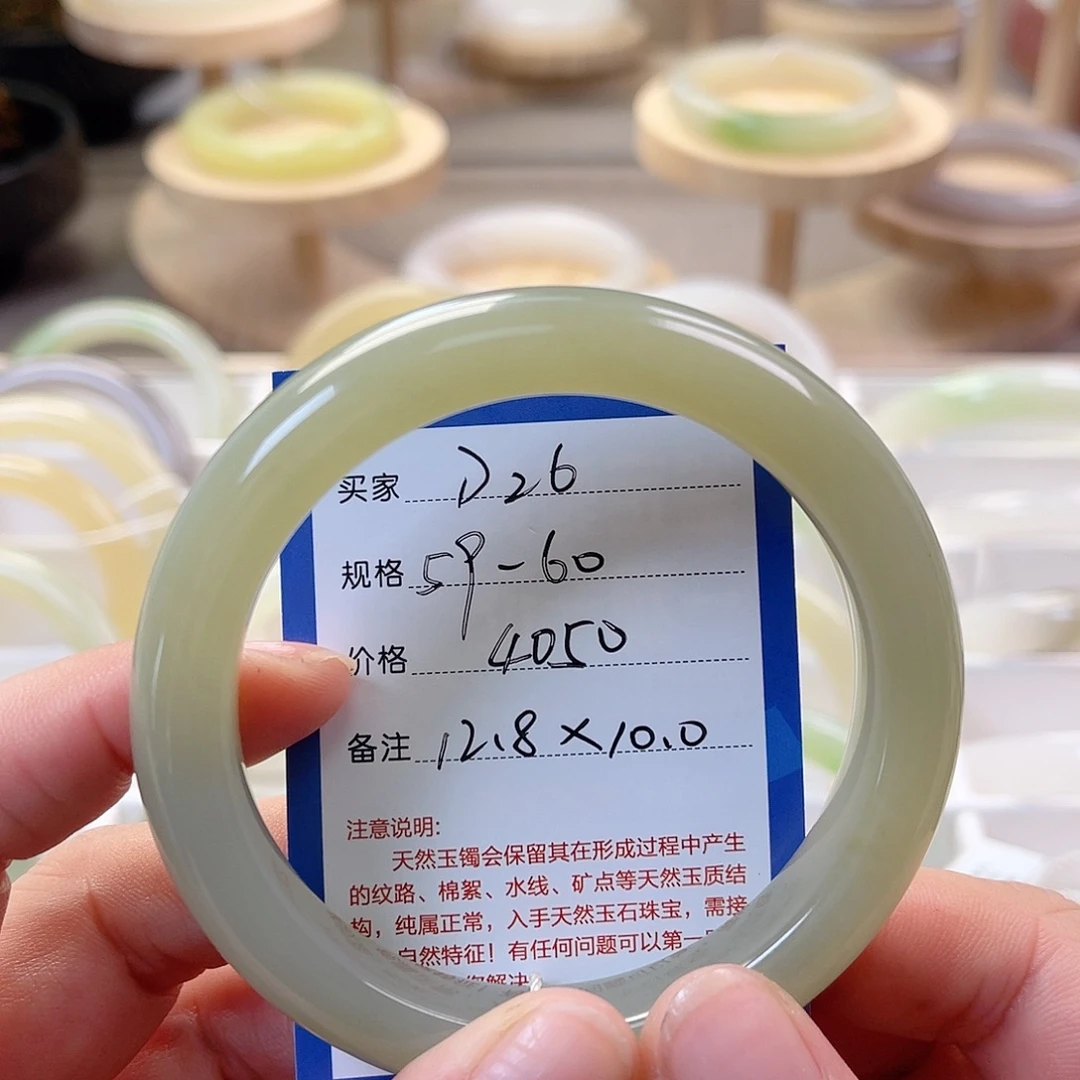 买家 D26
规格 59-60
价格 4050
备注 12.8×10.0
注意说明:
天然玉镯会保留其在形成过程中产生
的纹路、棉絮、水线、矿点等天然玉质结
构，纯属正常，入手天然玉石珠宝，需接
自然特征！有任何问题可以第一
您解决